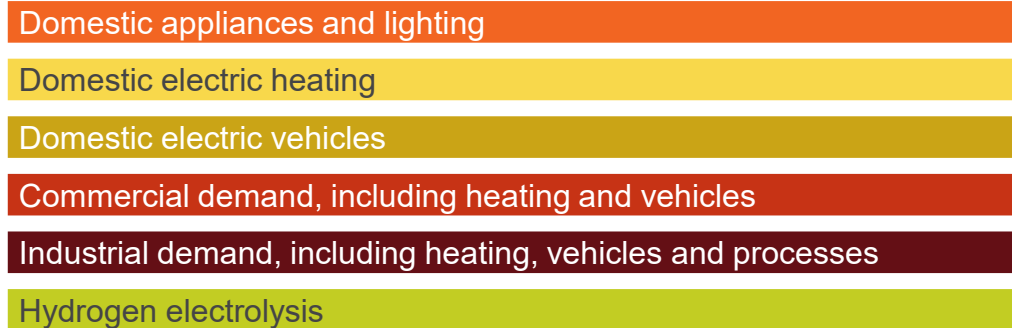 Domestic appliances and lighting
Domestic electric heating
Domestic electric vehicles
Commercial demand, including heating and vehicles
Industrial demand, including heating, vehicles and processes
Hydrogen electrolysis